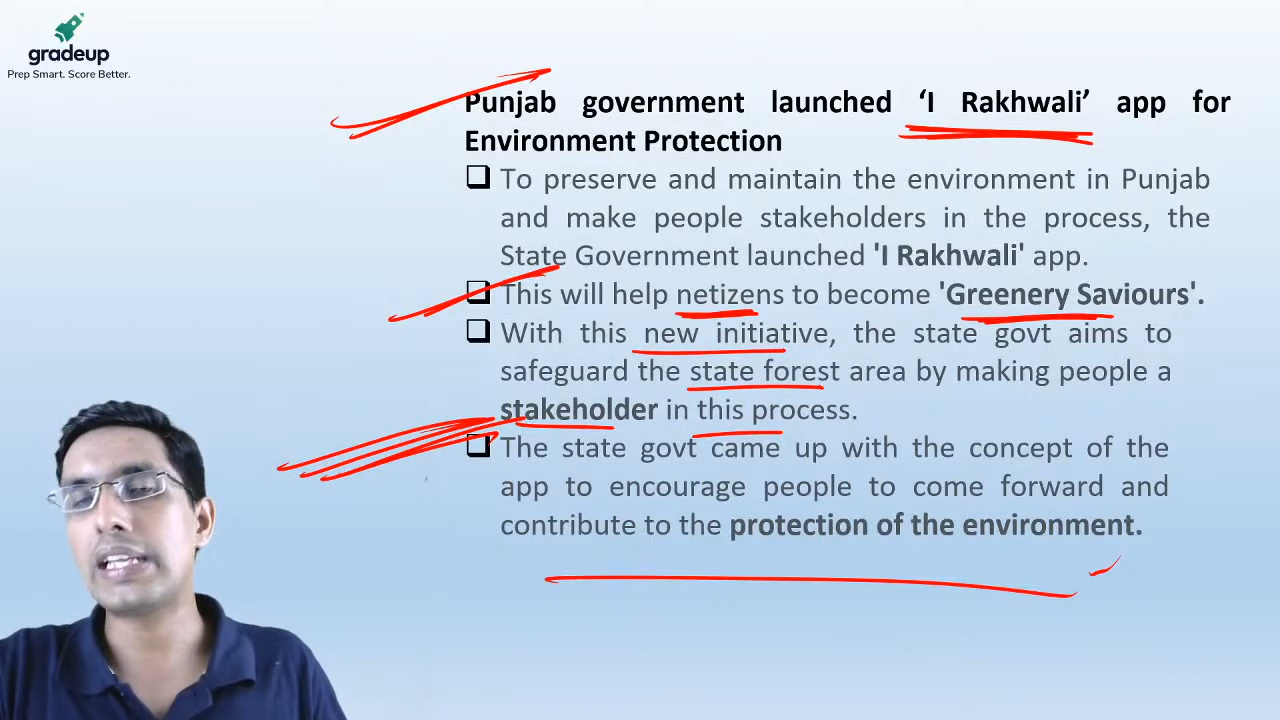 gradeup
Prep Smart. Score Better.
Punjab government launched ‘I Rakhwali’ app for
Environment Protection
To preserve and maintain the environment in Punjab
and make people stakeholders in the process, the
State Government launched 'I Rakhwali' app.
This will help netizens to become 'Greenery Saviours'.
With this new initiative, the state govt aims to
safeguard the state forest area by making people a
stakeholder in this process.
The state govt came up with the concept of the
app to encourage people to come forward and
contribute to the protection of the environment.